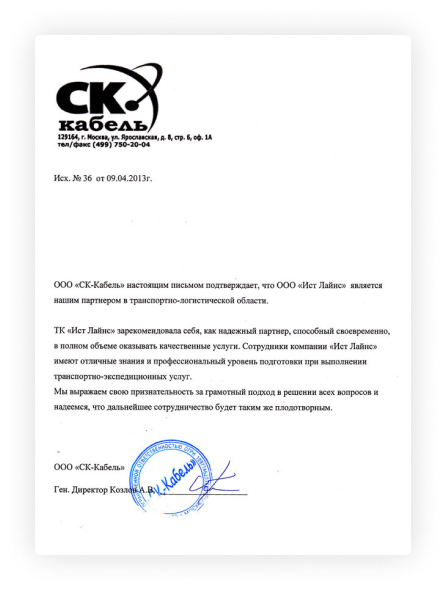 СК
кабель
129164, г. Москва, ул. Ярославская, д. 8, стр. 6, оф. 1А
тел/факс (499) 750-20-04
Исх. № 36 от 09.04.2013г.
ООО «СК-Кабель» настоящим письмом подтверждает, что ООО «Ист Лайнс» является
нашим партнером в транспортно-логистической области.
ТК «Ист Лайнс» зарекомендовала себя, как надежный партнер, способный своевременно,
в полном объеме оказывать качественные услуги. Сотрудники компании «Ист Лайнс»
имеют отличные знания и профессиональный уровень подготовки при выполнении
транспортно-экспедиционных услуг.
Мы выражаем свою признательность за грамотный подход в решении всех вопросов и
надеемся, что дальнейшее сотрудничество будет таким же плодотворным.
ООО «СК-Кабель»
Ген. Директор Козлов А.В.
ОТВЕТСТВЕННОСТЬЮ ОГРН
СК-Кабель»